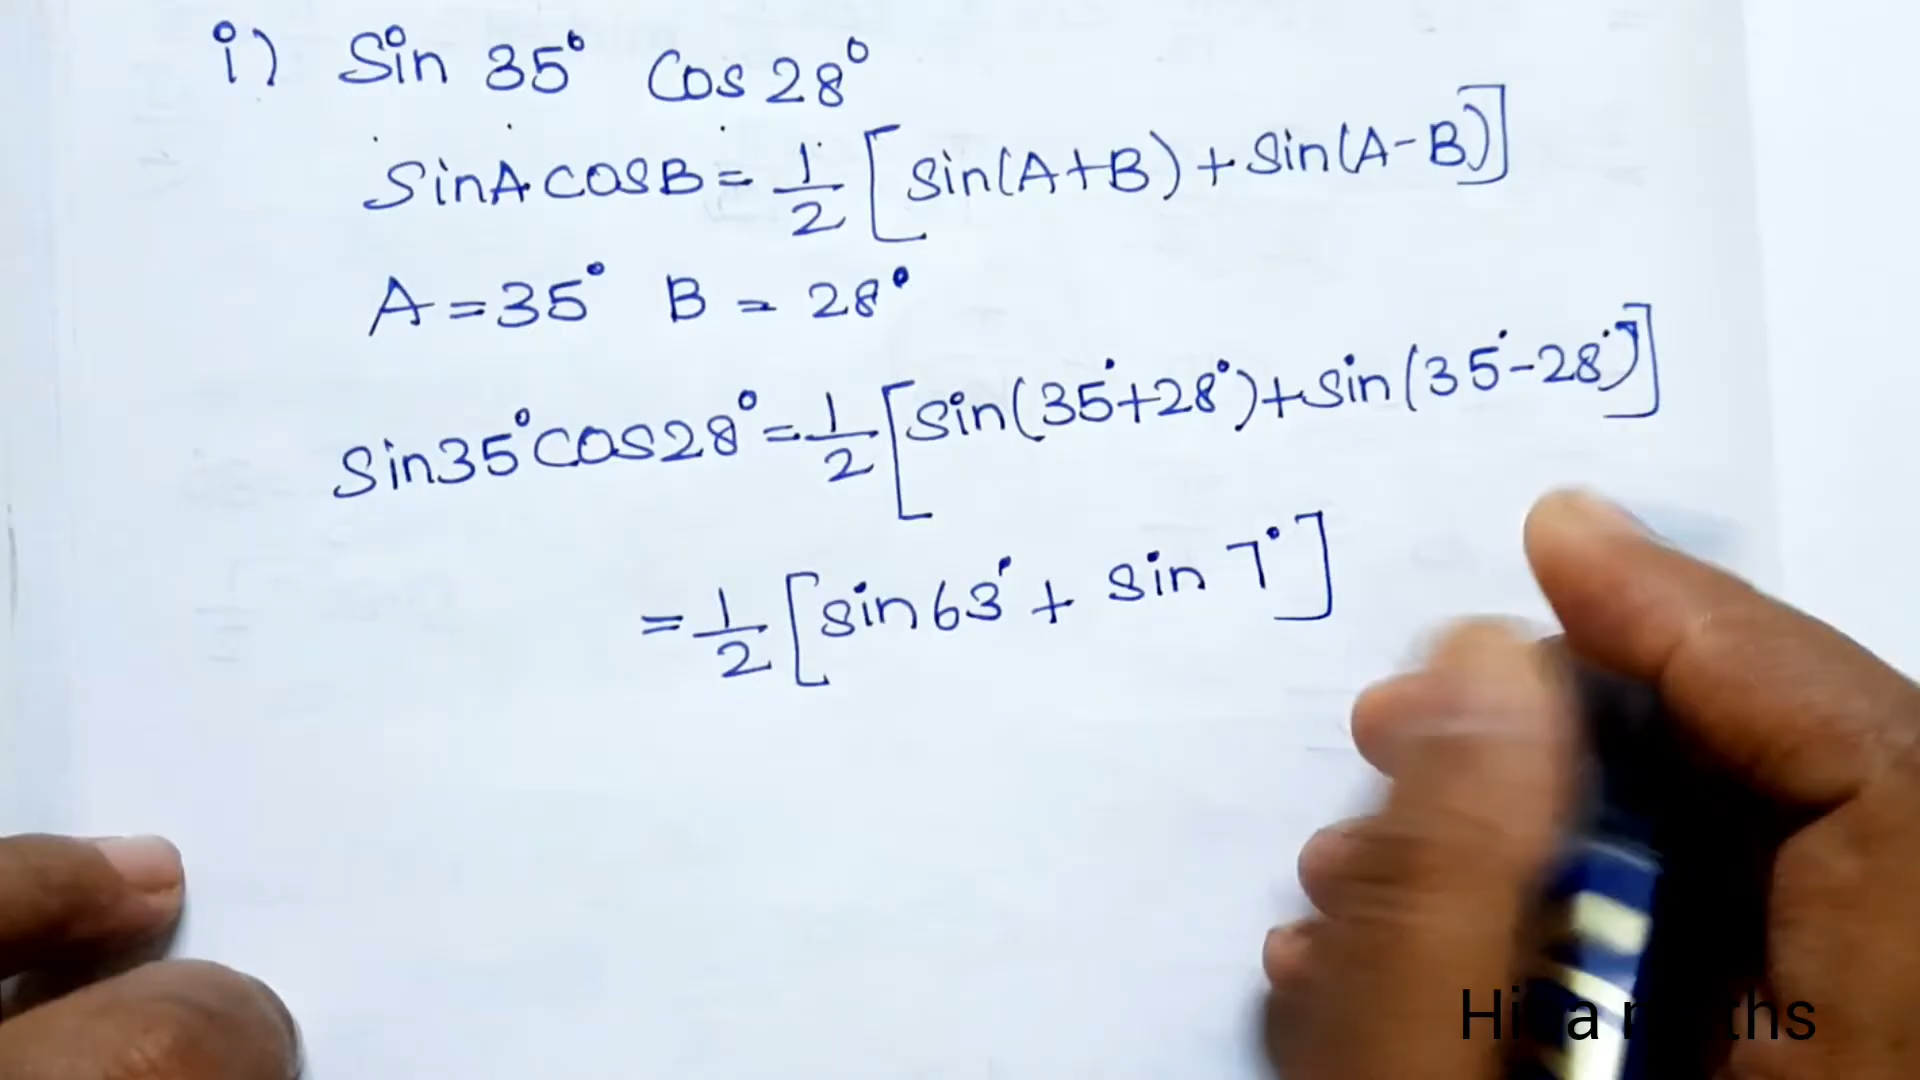 i) Sin 35° Cos 28°
SinA cosB = 1/2 [sin(A+B) + Sin(A-B)]
A = 35° B = 28°
Sin35° cos28° = 1/2 [sin(35°+28°)+sin(35°-28°)]
= 1/2 [sin 63° + sin 7°]